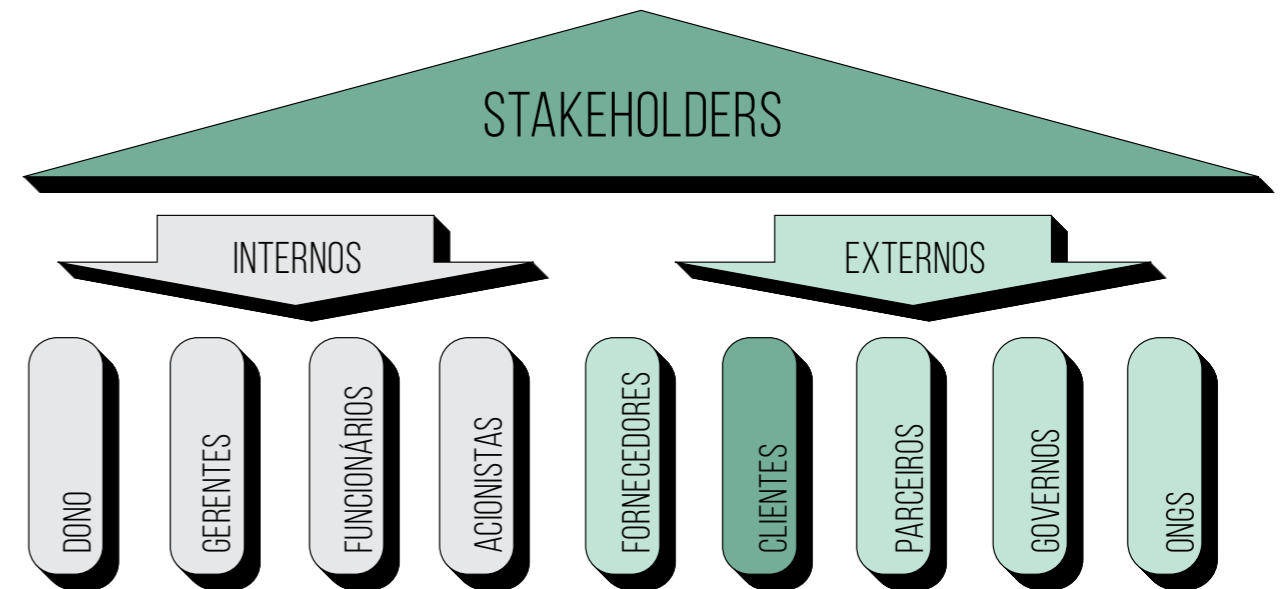 STAKEHOLDERS
INTERNOS
EXTERNOS
DONO
GERENTES
FUNCIONÁRIOS
ACIONISTAS
FORNECEDORES
CLIENTES
PARCEIROS
GOVERNOS
ONGS